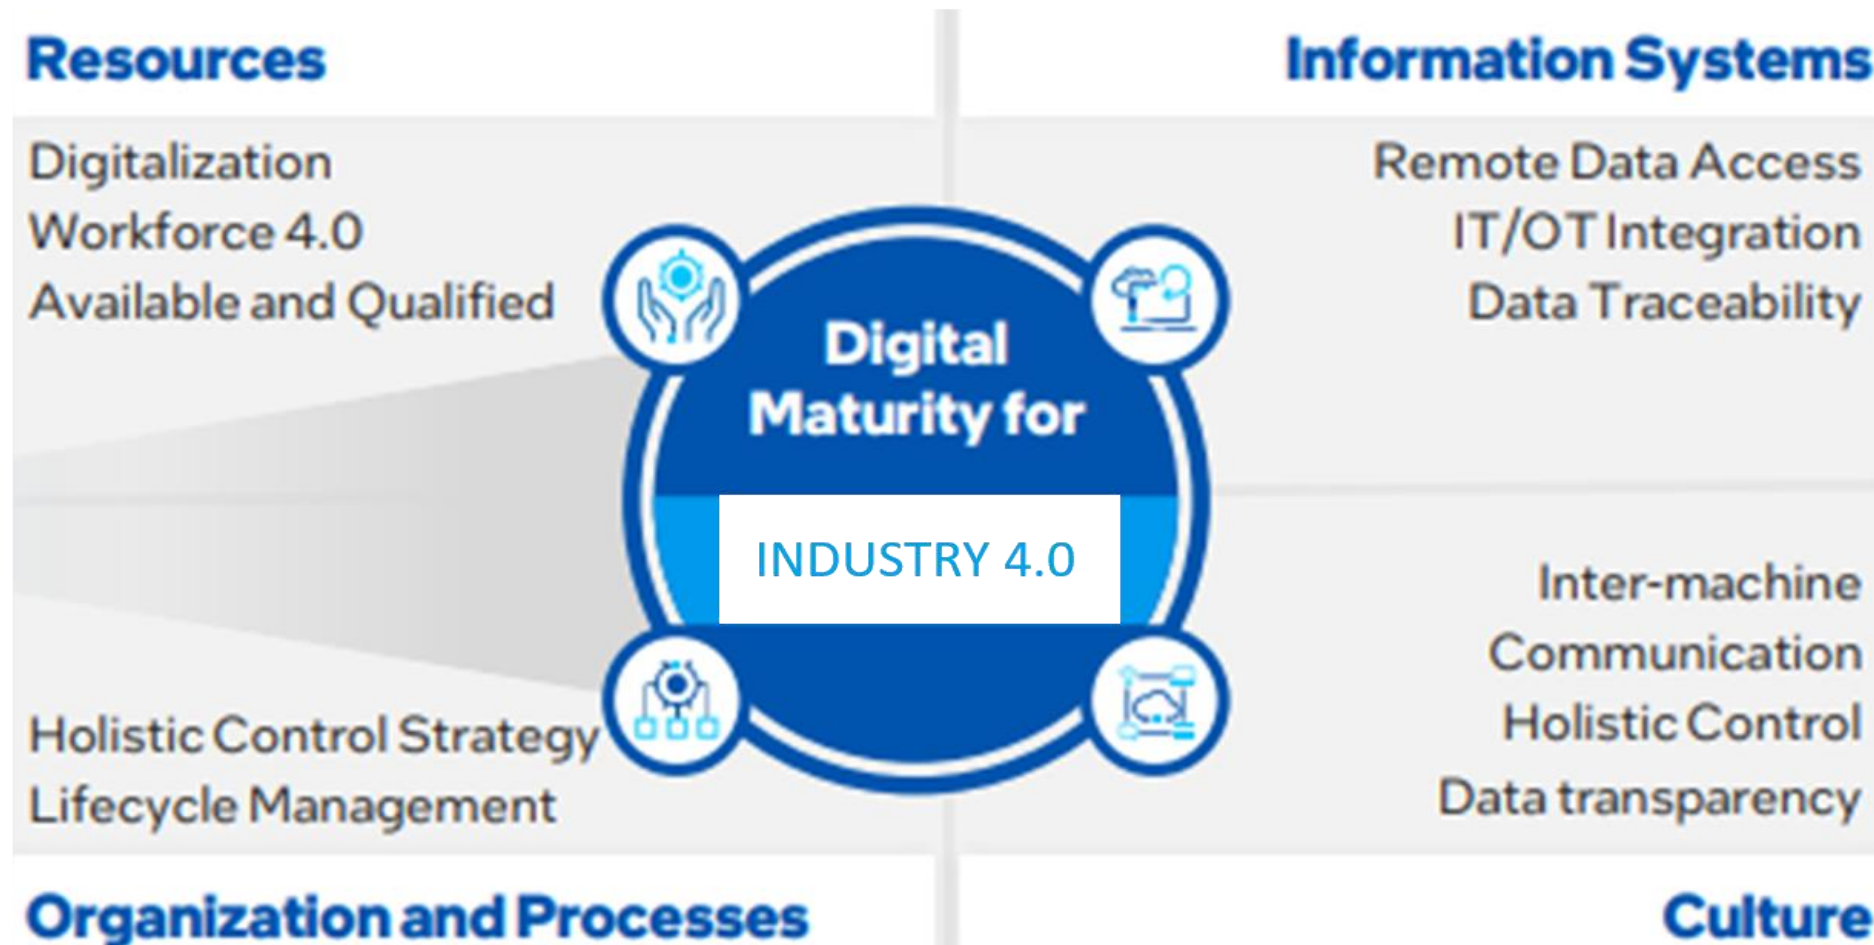 Resources
Information Systems
Digitalization
Workforce 4.0
Available and Qualified
Remote Data Access
IT/OT Integration
Data Traceability
Digital
Maturity for
INDUSTRY 4.0
Holistic Control Strategy
Lifecycle Management
Inter-machine
Communication
Holistic Control
Data transparency
Organization and Processes
Culture